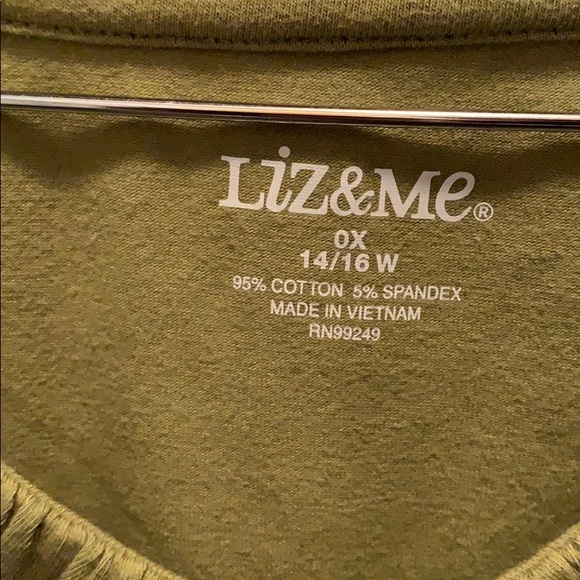 Liz&Me®
0X
14/16 W
95% COTTON 5% SPANDEX
MADE IN VIETNAM
RN99249